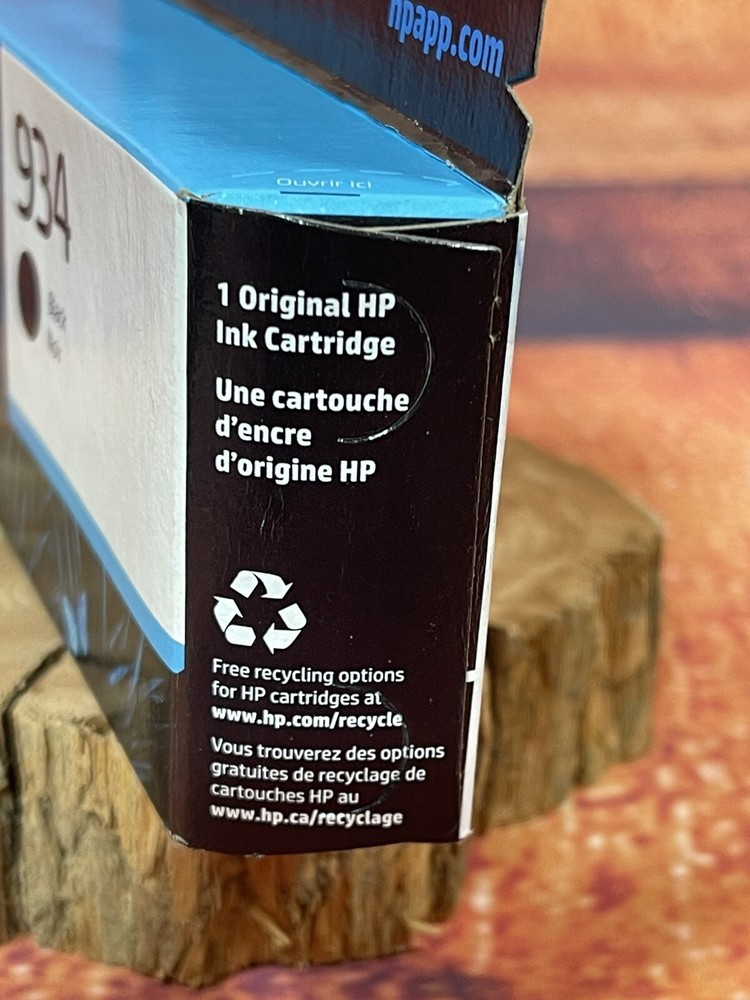 hpapp.com
Ouvrir ici
934
Black
Noir
1 Original HP
Ink Cartridge
Une cartouche
d'encre
d'origine HP
Free recycling options
for HP cartridges at
www.hp.com/recycle
Vous trouverez des options
gratuites de recyclage de
cartouches HP au
www.hp.ca/recyclage